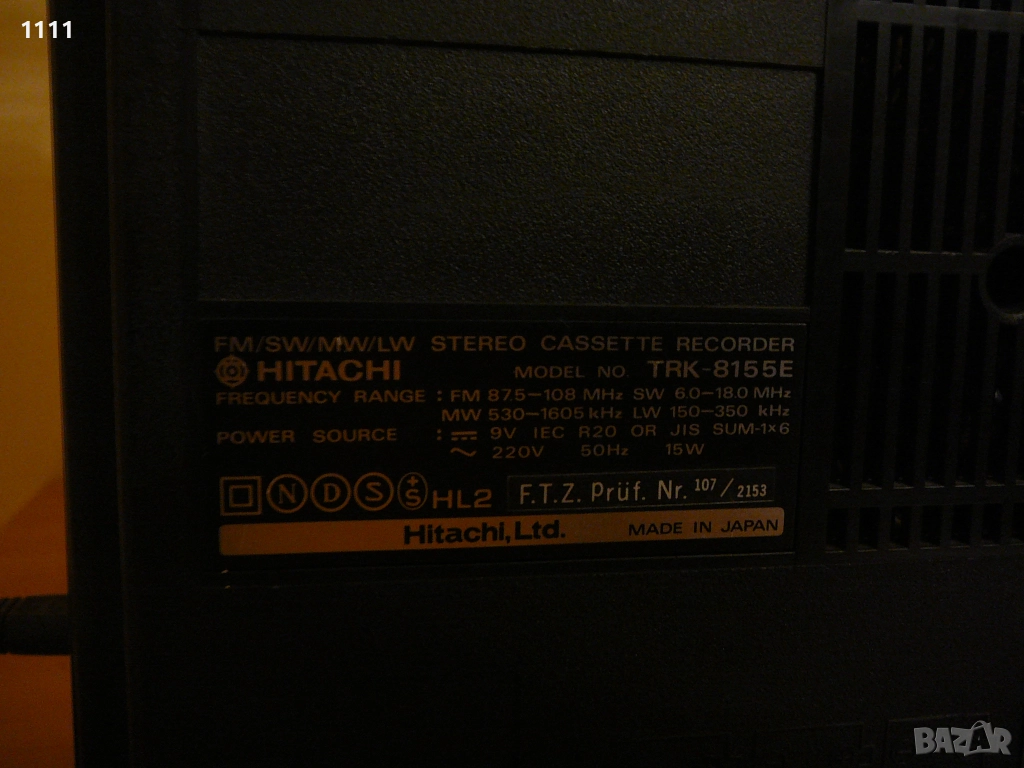 1111
FM/SW/MW/LW STEREO CASSETTE RECORDER
HITACHI MODEL NO. TRK-8155E
FREQUENCY RANGE : FM 87.5–108 MHz SW 6.0–18.0 MHz
MW 530–1605 kHz LW 150–350 kHz
POWER SOURCE : ⎓ 9V IEC R20 OR JIS SUM-1×6
～ 220V 50Hz 15W
N D S +S HL2 F.T.Z. Prüf. Nr. 107/2153
Hitachi, Ltd. MADE IN JAPAN
BAZAR